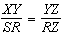 XY/SR = YZ/RZ